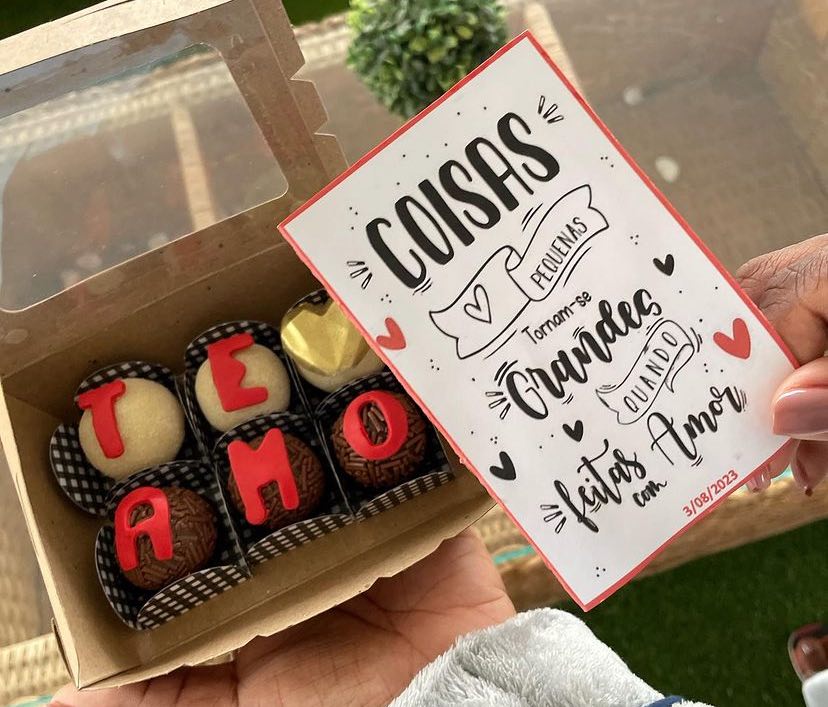 TE
AMO
COISAS
PEQUENAS
Tornam-se
Grandes
QUANDO
feitas
com Amor
3/08/2023